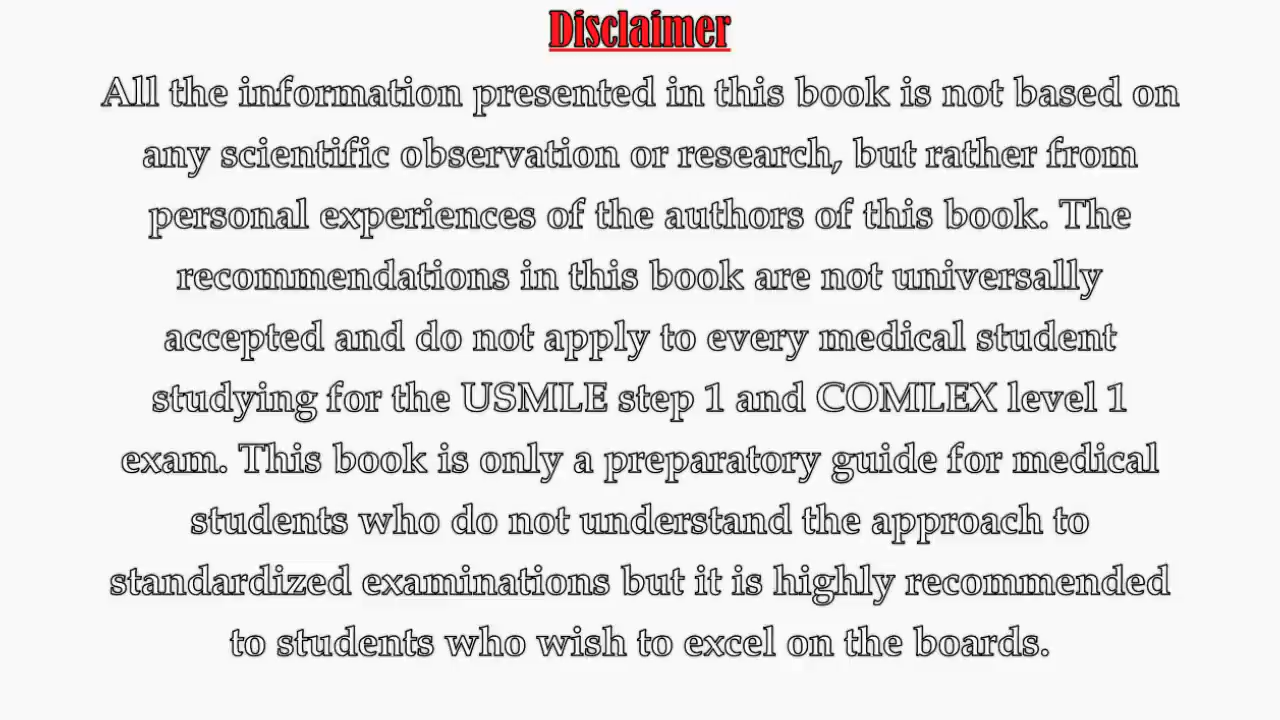 Disclaimer
All the information presented in this book is not based on
any scientific observation or research, but rather from
personal experiences of the authors of this book. The
recommendations in this book are not universally
accepted and do not apply to every medical student
studying for the USMLE step 1 and COMLEX level 1
exam. This book is only a preparatory guide for medical
students who do not understand the approach to
standardized examinations but it is highly recommended
to students who wish to excel on the boards.